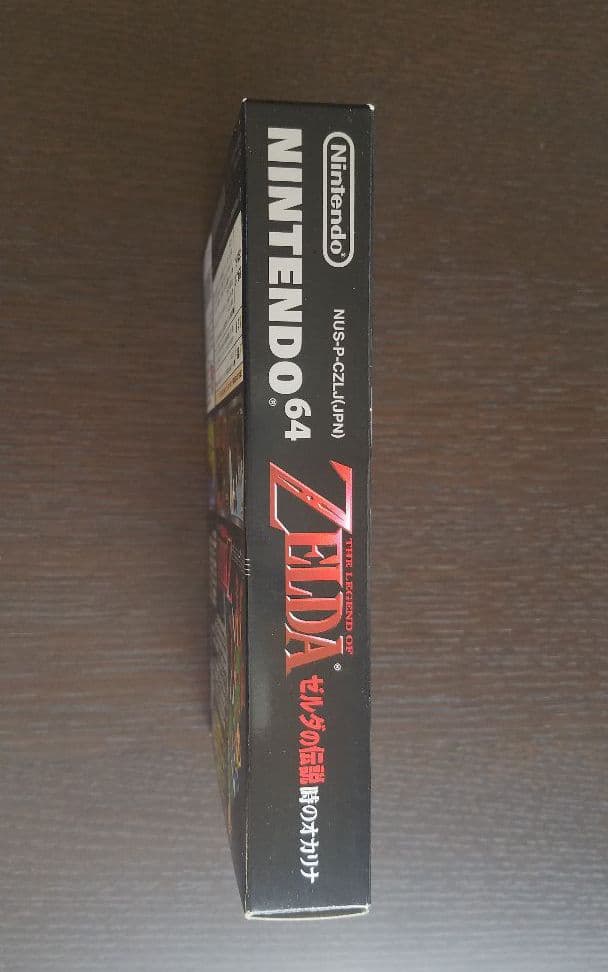 Nintendo®
NINTENDO64®
NUS-P-CZLJ(JPN)
THE LEGEND OF
ZELDA®
ゼルダの伝説 時のオカリナ